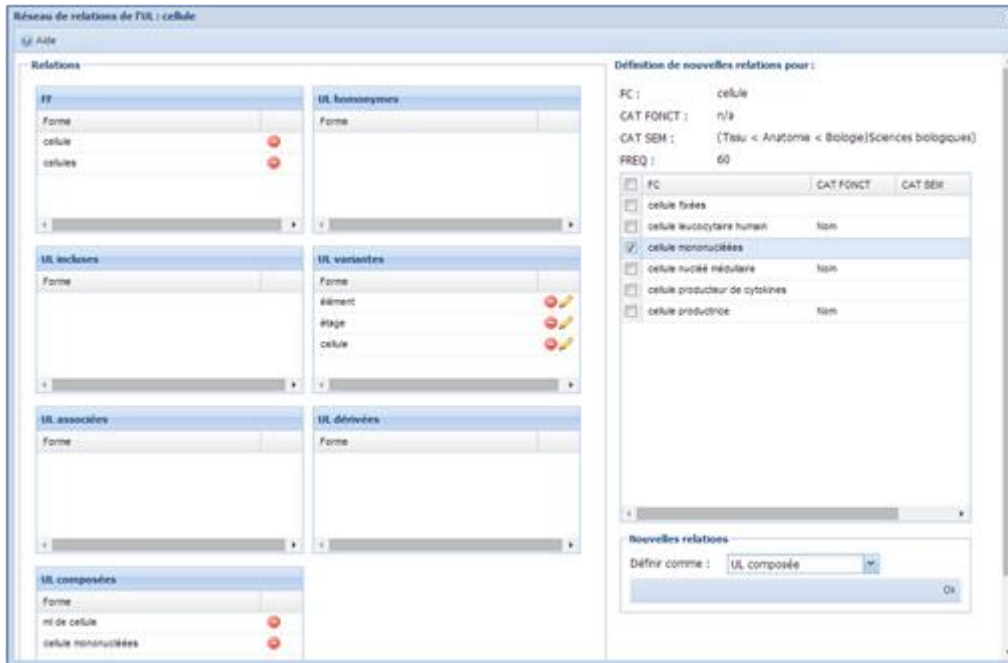 Réseau de relations de l'UL : cellule
Aide
Relations
FF
Forme
cellule
cellules
UL homonymes
Forme
UL incluses
Forme
UL variantes
Forme
élément
étage
cellule
UL associées
Forme
UL dérivées
Forme
UL composées
Forme
ml de cellule
cellule mononucléées
Définition de nouvelles relations pour :
FC : cellule
CAT FONCT : n/a
CAT SEM : (Tissu < Anatomie < Biologie|Sciences biologiques)
FREQ : 60
FC CAT FONCT CAT SEM
cellule fixées
cellule leucocytaire humain Nom
cellule mononucléées
cellule nucléé médullaire Nom
cellule producteur de cytokines
cellule productrice Nom
Nouvelles relations
Définir comme : UL composée
Ok